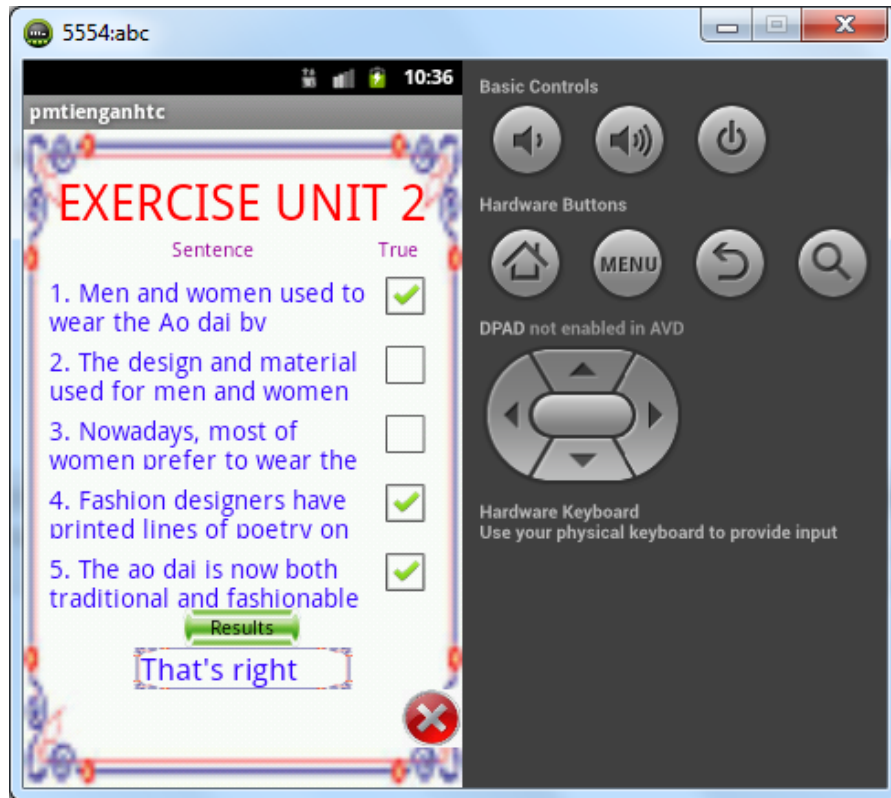 5554:abc
10:36
pmtienganhtc
EXERCISE UNIT 2
Sentence True
1. Men and women used to
wear the Ao dai by
2. The design and material
used for men and women
3. Nowadays, most of
women prefer to wear the
4. Fashion designers have
printed lines of poetry on
5. The ao dai is now both
traditional and fashionable
Results
That's right
Basic Controls
Hardware Buttons
MENU
DPAD not enabled in AVD
Hardware Keyboard
Use your physical keyboard to provide input